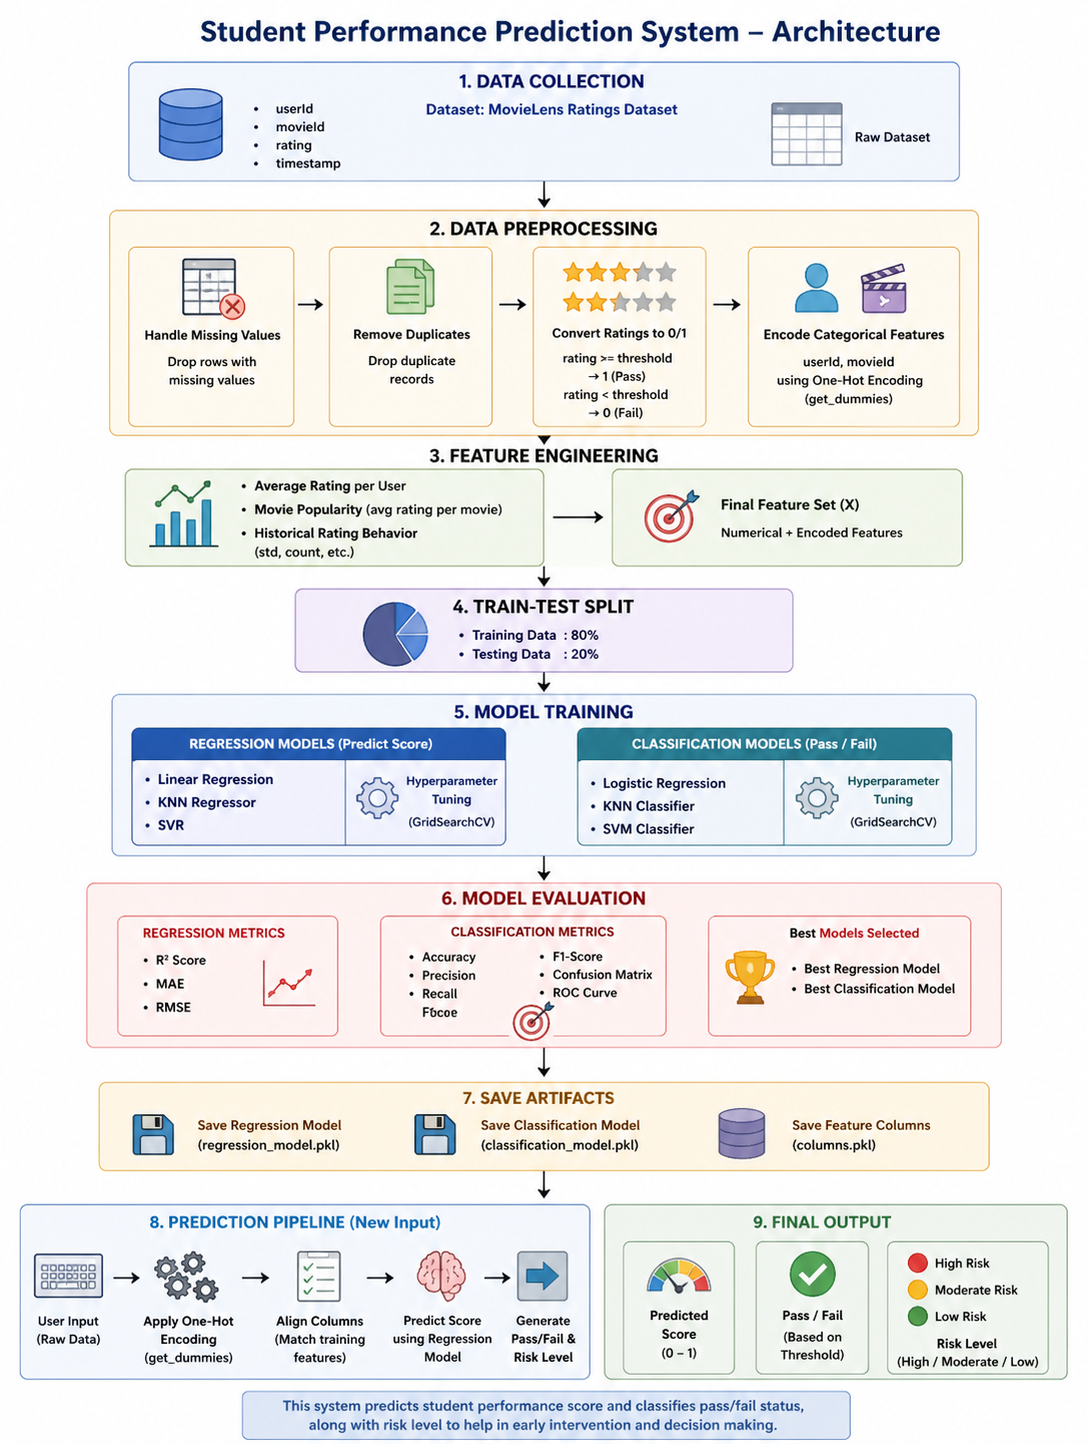 Student Performance Prediction System – Architecture
1. DATA COLLECTION
Dataset: MovieLens Ratings Dataset
• userId
• movieId
• rating
• timestamp
Raw Dataset
2. DATA PREPROCESSING
Handle Missing Values
Drop rows with
missing values
Remove Duplicates
Drop duplicate
records
Convert Ratings to 0/1
rating >= threshold
→ 1 (Pass)
rating < threshold
→ 0 (Fail)
Encode Categorical Features
userId, movieId
using One-Hot Encoding
(get_dummies)
3. FEATURE ENGINEERING
• Average Rating per User
• Movie Popularity (avg rating per movie)
• Historical Rating Behavior
(std, count, etc.)
Final Feature Set (X)
Numerical + Encoded Features
4. TRAIN-TEST SPLIT
• Training Data : 80%
• Testing Data : 20%
5. MODEL TRAINING
REGRESSION MODELS (Predict Score)
• Linear Regression
• KNN Regressor
• SVR
Hyperparameter
Tuning
(GridSearchCV)
CLASSIFICATION MODELS (Pass / Fail)
• Logistic Regression
• KNN Classifier
• SVM Classifier
Hyperparameter
Tuning
(GridSearchCV)
6. MODEL EVALUATION
REGRESSION METRICS
• R² Score
• MAE
• RMSE
CLASSIFICATION METRICS
• Accuracy
• Precision
• Recall
• F1-Score
• Confusion Matrix
• ROC Curve
Best Models Selected
• Best Regression Model
• Best Classification Model
7. SAVE ARTIFACTS
Save Regression Model
(regression_model.pkl)
Save Classification Model
(classification_model.pkl)
Save Feature Columns
(columns.pkl)
8. PREDICTION PIPELINE (New Input)
User Input
(Raw Data)
Apply One-Hot
Encoding
(get_dummies)
Align Columns
(Match training
features)
Predict Score
using Regression
Model
Generate
Pass/Fail &
Risk Level
9. FINAL OUTPUT
Predicted
Score
(0 – 1)
Pass / Fail
(Based on
Threshold)
High Risk
Moderate Risk
Low Risk
Risk Level
(High / Moderate / Low)
This system predicts student performance score and classifies pass/fail status,
along with risk level to help in early intervention and decision making.